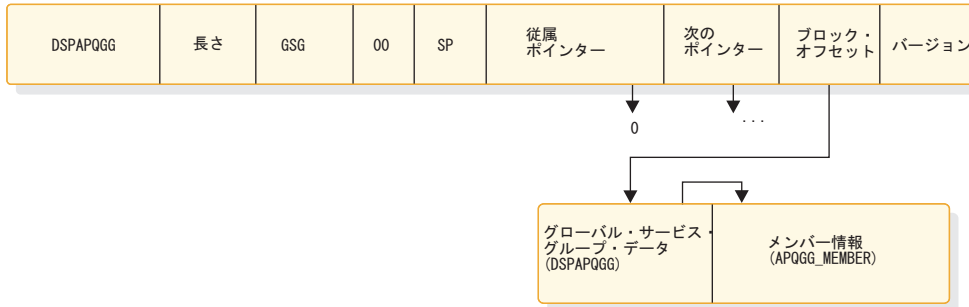 DSPAPQGG
長さ
GSG
00
SP
従属
ポインター
次の
ポインター
ブロック・
オフセット
バージョン
0
...
グローバル・サービス・
グループ・データ
(DSPAPQGG)
メンバー情報
(APQGG_MEMBER)